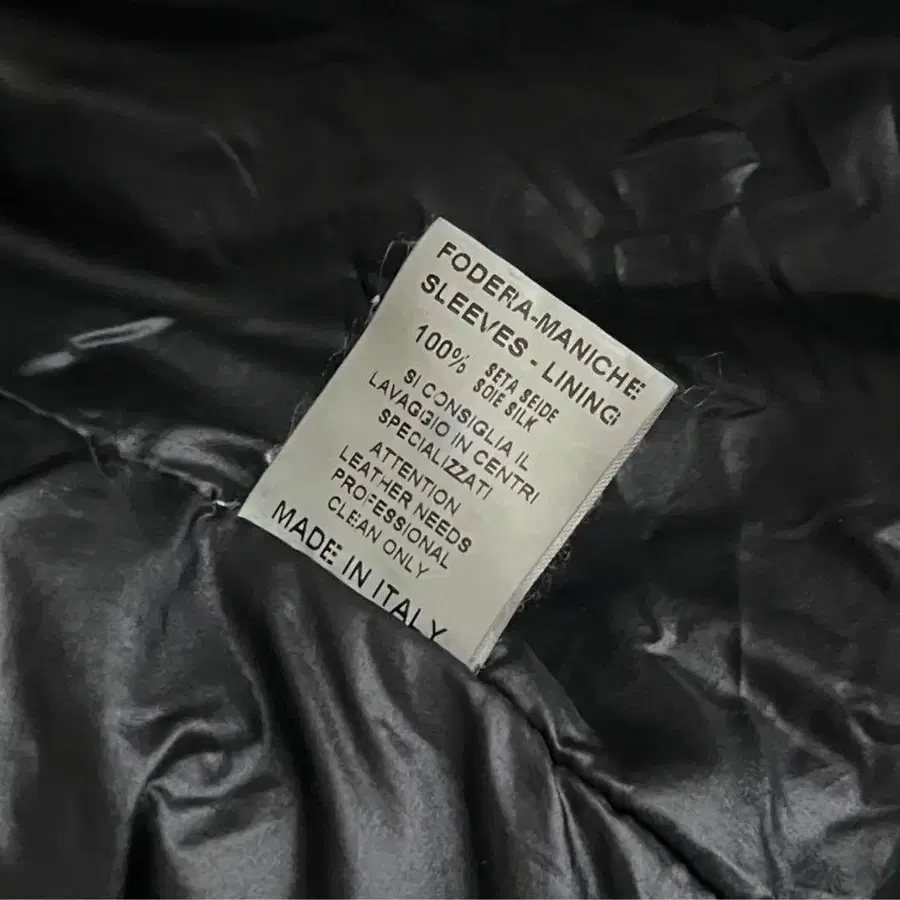 FODERA-MANICHE
SLEEVES - LINING
100% SETA SEIDE
SOIE SILK
SI CONSIGLIA IL
LAVAGGIO IN CENTRI
SPECIALIZZATI
ATTENTION
LEATHER NEEDS
PROFESSIONAL
CLEAN ONLY
MADE IN ITALY